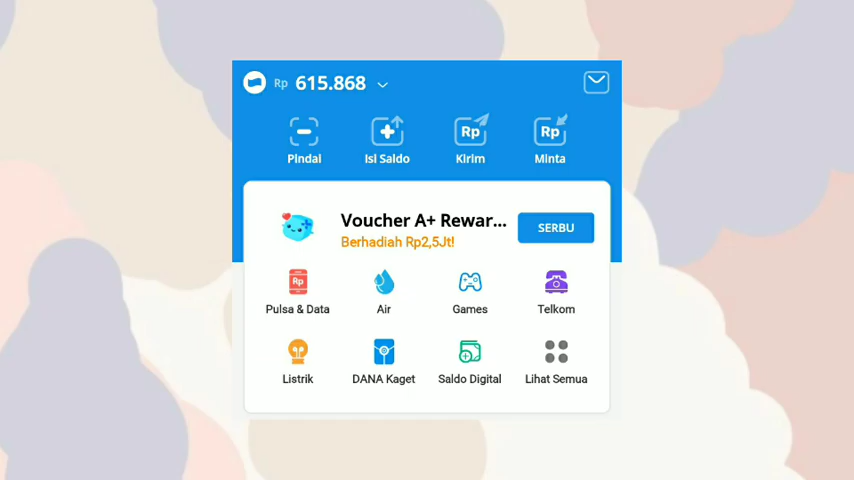 Rp 615.868
Pindai Isi Saldo Kirim Minta
Rp Rp
Voucher A+ Rewar...
Berhadiah Rp2,5Jt!
SERBU
Rp
Pulsa & Data Air Games Telkom
Listrik DANA Kaget Saldo Digital Lihat Semua